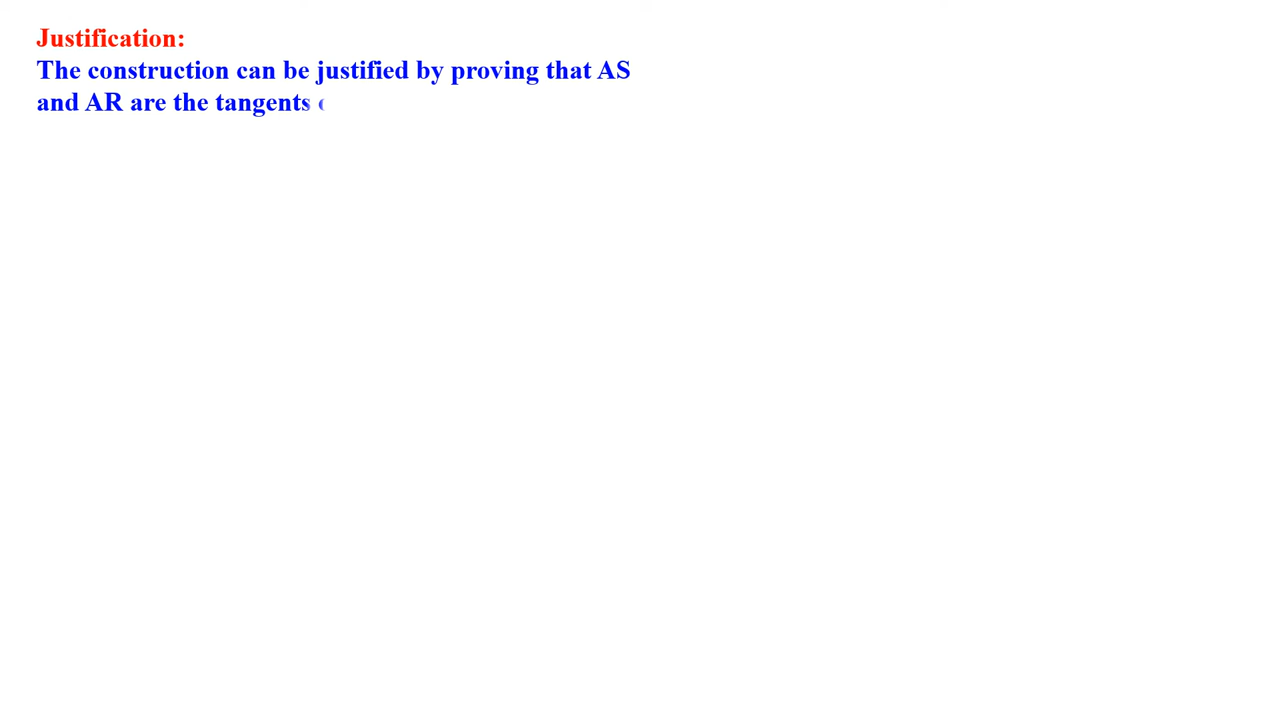 Justification:
The construction can be justified by proving that AS
and AR are the tangents